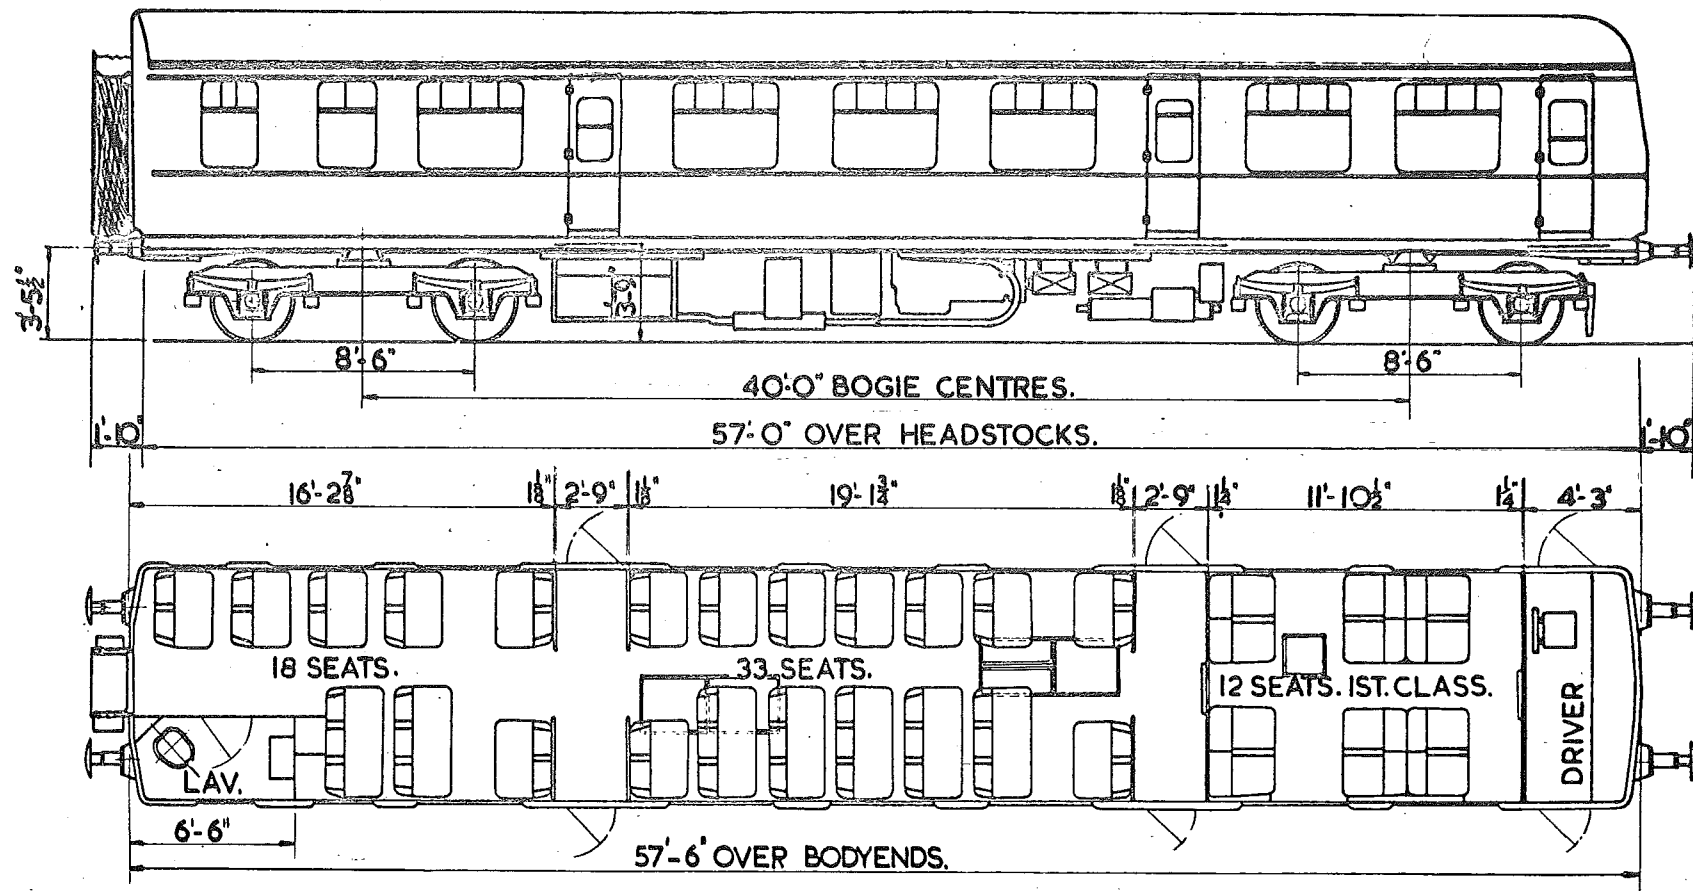 3'-5½"
3'-9"
8'-6"
8'-6"
40'-0" BOGIE CENTRES.
1'-10"
57'-0" OVER HEADSTOCKS.
1'-10"
16'-2⅞"
1⅛"
2'-9"
1⅛"
19'-1¾"
1⅛"
2'-9"
1¼"
11'-10½"
1¼"
4'-3"
18 SEATS.
33 SEATS.
12 SEATS. 1ST. CLASS.
DRIVER
LAV.
6'-6"
57'-6" OVER BODYENDS.